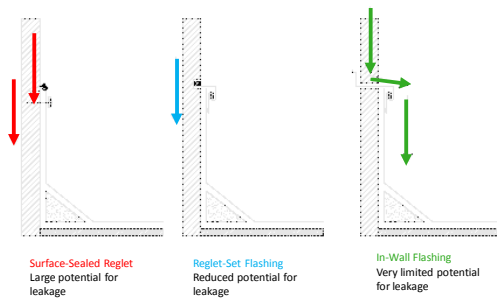 Surface-Sealed Reglet
Large potential for
leakage
Reglet-Set Flashing
Reduced potential for
leakage
In-Wall Flashing
Very limited potential
for leakage